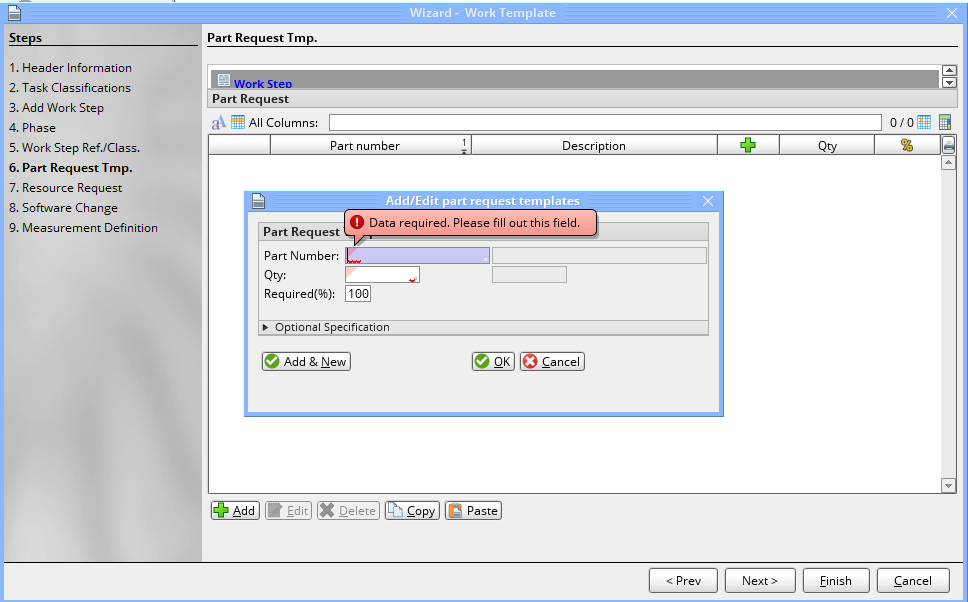 Wizard - Work Template
Steps
1. Header Information
2. Task Classifications
3. Add Work Step
4. Phase
5. Work Step Ref./Class.
6. Part Request Tmp.
7. Resource Request
8. Software Change
9. Measurement Definition
Part Request Tmp.
Work Step
Part Request
All Columns: 0 / 0
Part number 1 Description Qty %
Add/Edit part request templates
Data required. Please fill out this field.
Part Request
Part Number:
Qty:
Required(%): 100
Optional Specification
Add & New OK Cancel
Add Edit Delete Copy Paste
< Prev Next > Finish Cancel